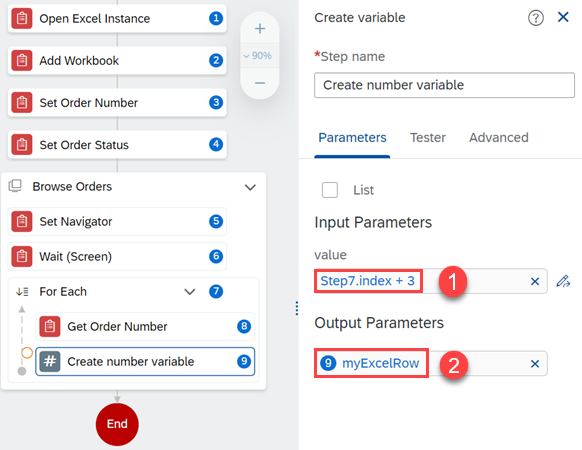 Open Excel Instance 1
Add Workbook 2
Set Order Number 3
Set Order Status 4
Browse Orders
Set Navigator 5
Wait (Screen) 6
For Each 7
Get Order Number 8
# Create number variable 9
End
90%
Create variable ?
*Step name
Create number variable
Parameters Tester Advanced
List
Input Parameters
value
Step7.index + 3 1
Output Parameters
9 myExcelRow 2